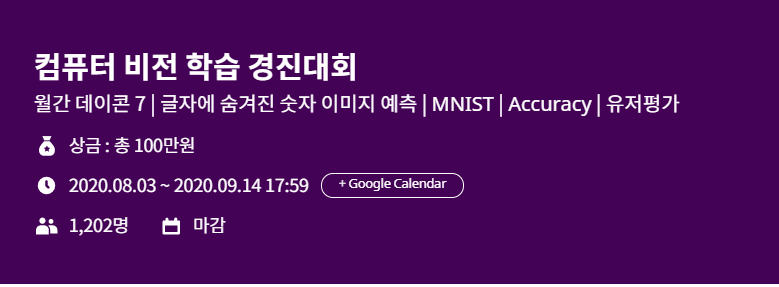 컴퓨터 비전 학습 경진대회
월간 데이콘 7 | 글자에 숨겨진 숫자 이미지 예측 | MNIST | Accuracy | 유저평가
상금 : 총 100만원
2020.08.03 ~ 2020.09.14 17:59 + Google Calendar
1,202명 마감